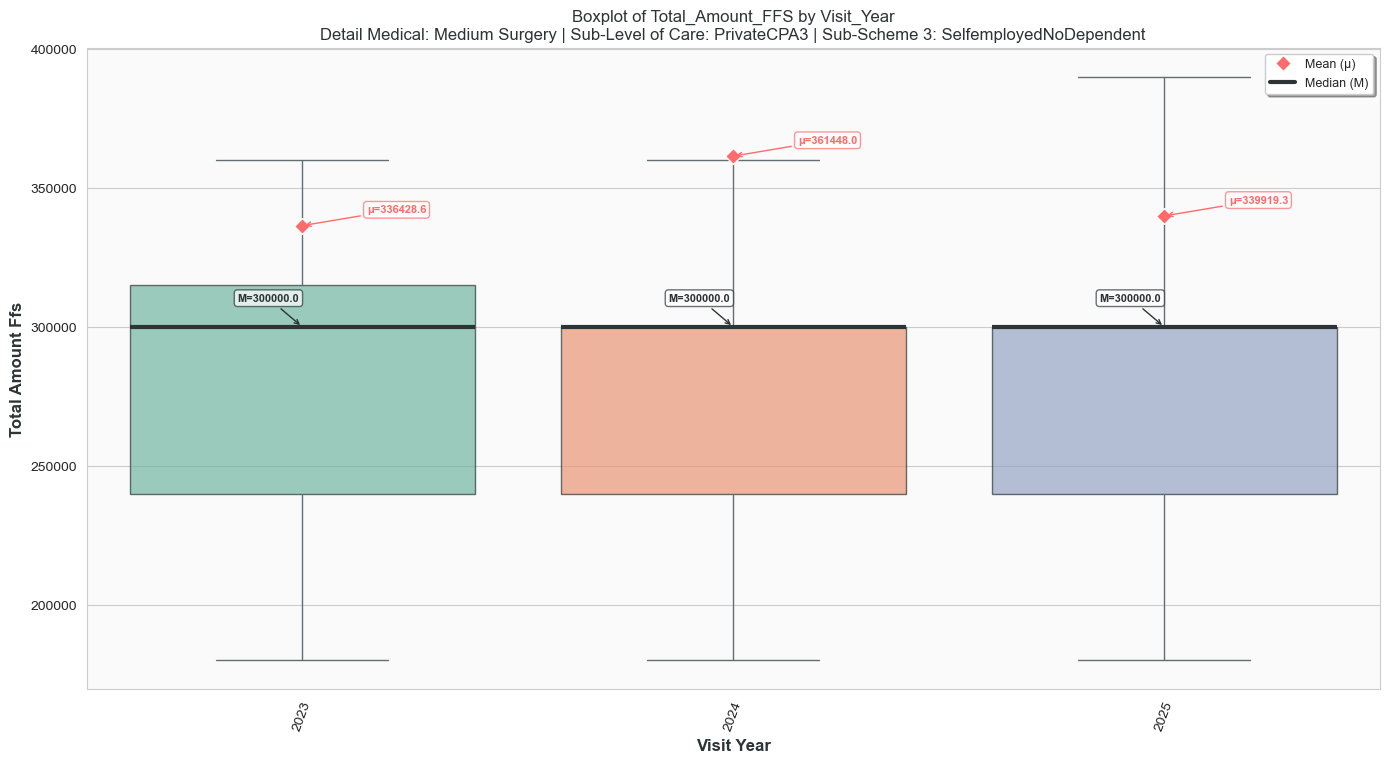 Boxplot of Total_Amount_FFS by Visit_Year
Detail Medical: Medium Surgery | Sub-Level of Care: PrivateCPA3 | Sub-Scheme 3: SelfemployedNoDependent
Mean (μ)
Median (M)
Total Amount Ffs
400000
350000
300000
250000
200000
μ=336428.6
μ=361448.0
μ=339919.3
M=300000.0
M=300000.0
M=300000.0
2023
2024
2025
Visit Year